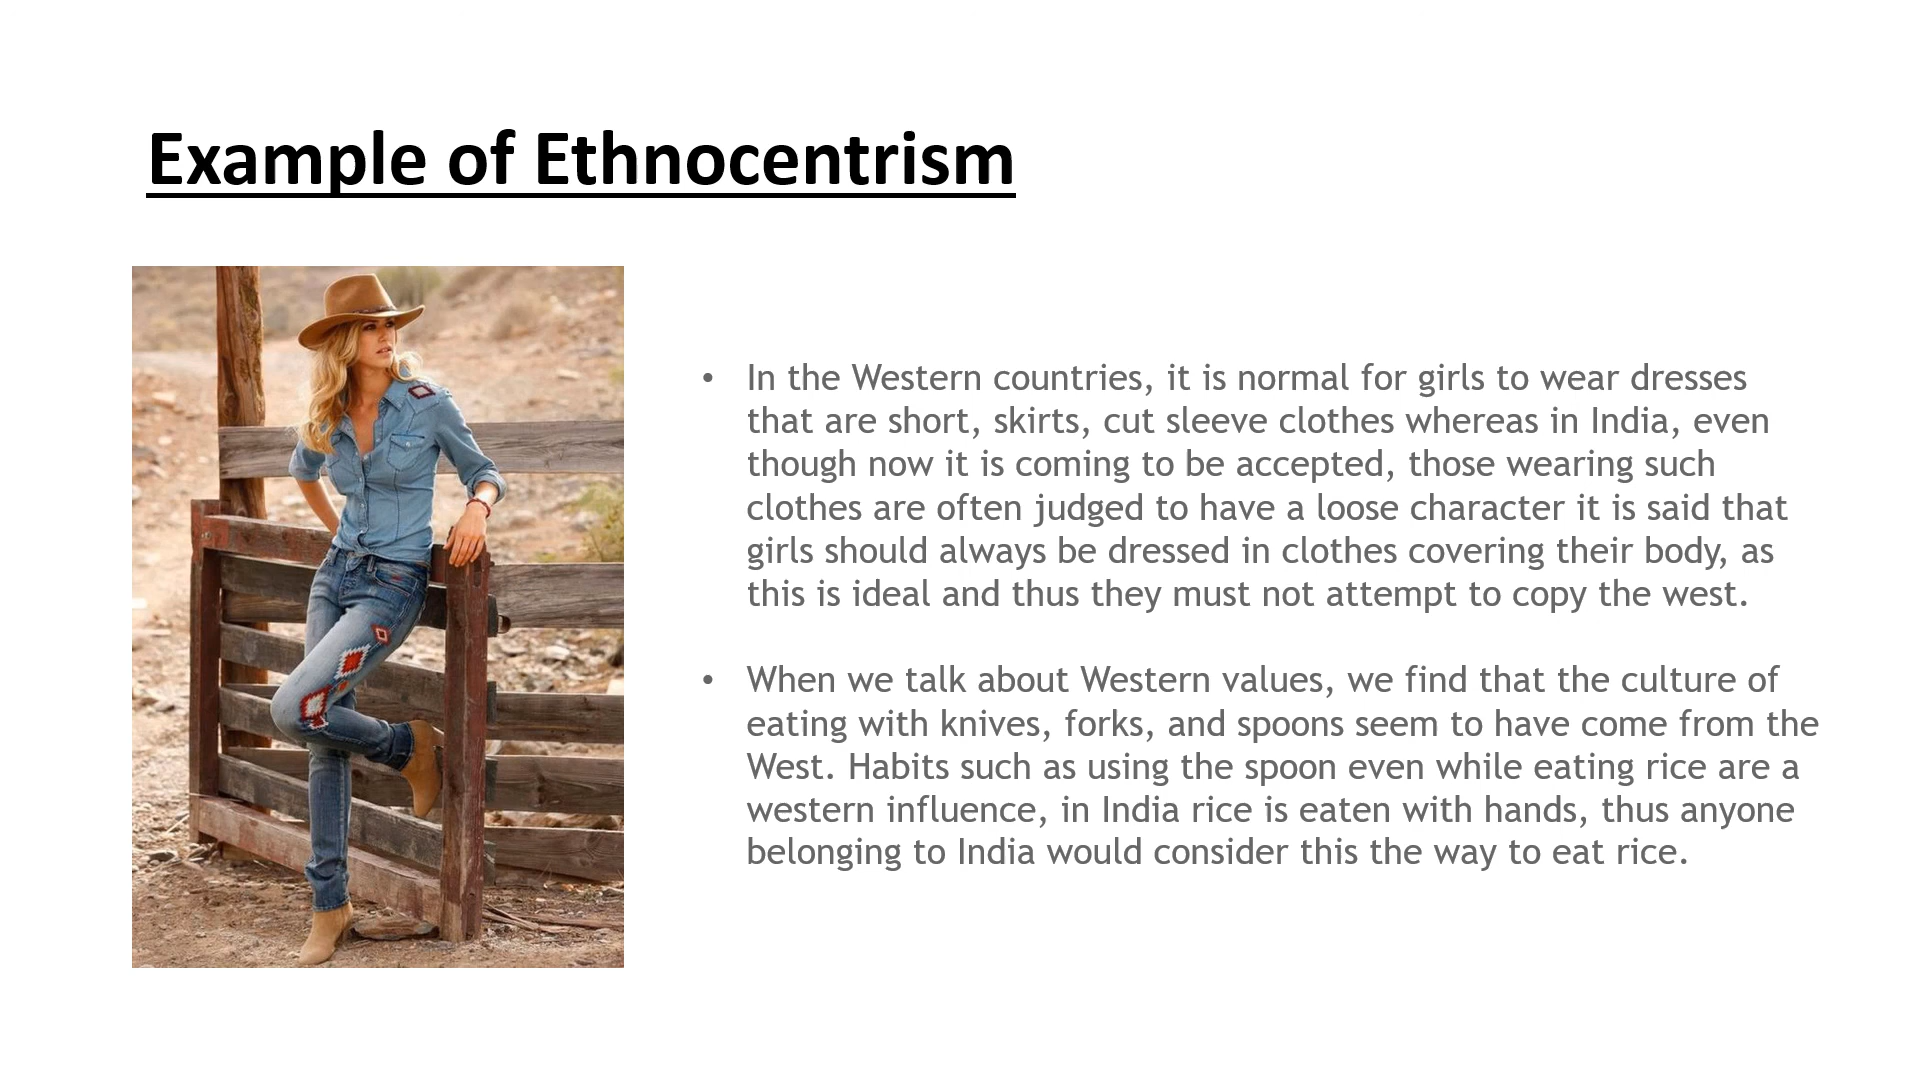 Example of Ethnocentrism
• In the Western countries, it is normal for girls to wear dresses
that are short, skirts, cut sleeve clothes whereas in India, even
though now it is coming to be accepted, those wearing such
clothes are often judged to have a loose character it is said that
girls should always be dressed in clothes covering their body, as
this is ideal and thus they must not attempt to copy the west.
• When we talk about Western values, we find that the culture of
eating with knives, forks, and spoons seem to have come from the
West. Habits such as using the spoon even while eating rice are a
western influence, in India rice is eaten with hands, thus anyone
belonging to India would consider this the way to eat rice.